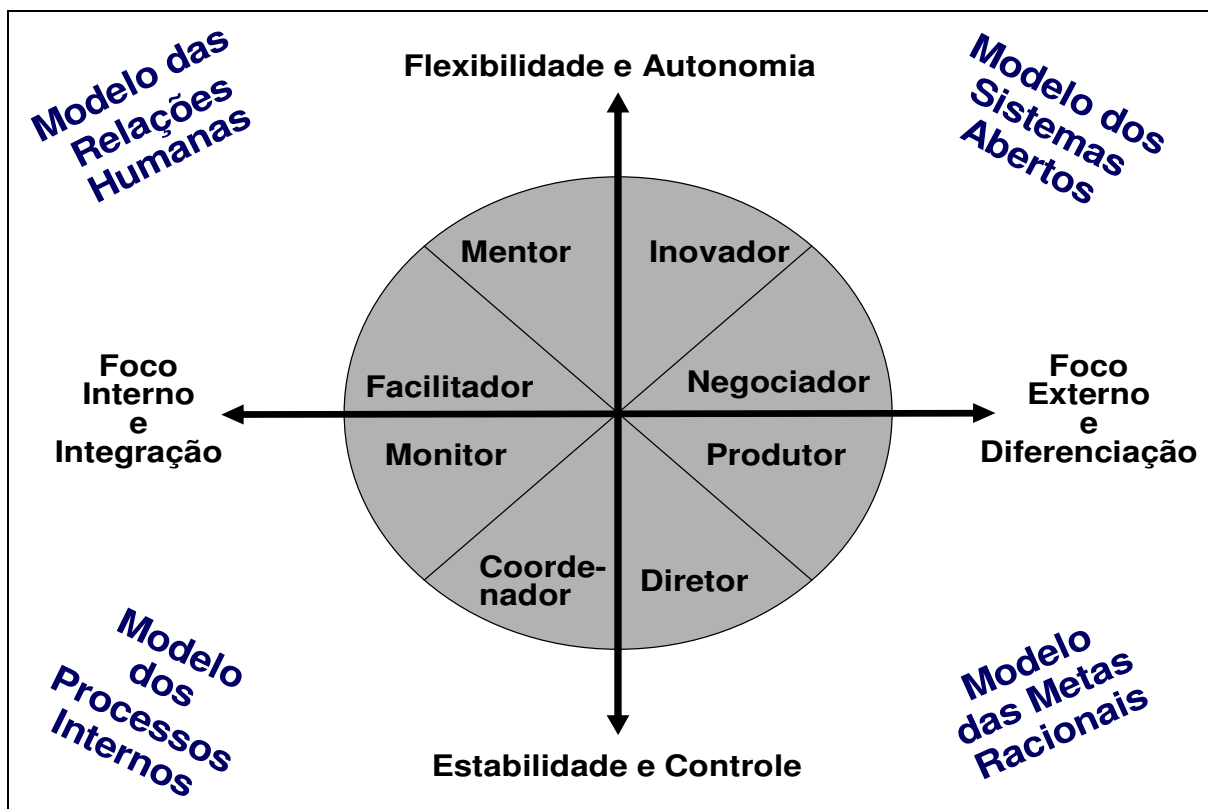 Modelo das
Relações
Humanas
Flexibilidade e Autonomia
Modelo dos
Sistemas
Abertos
Mentor
Inovador
Foco
Interno
e
Integração
Facilitador
Negociador
Foco
Externo
e
Diferenciação
Monitor
Produtor
Coorde-
nador
Diretor
Modelo
dos
Processos
Internos
Estabilidade e Controle
Modelo
das Metas
Racionais